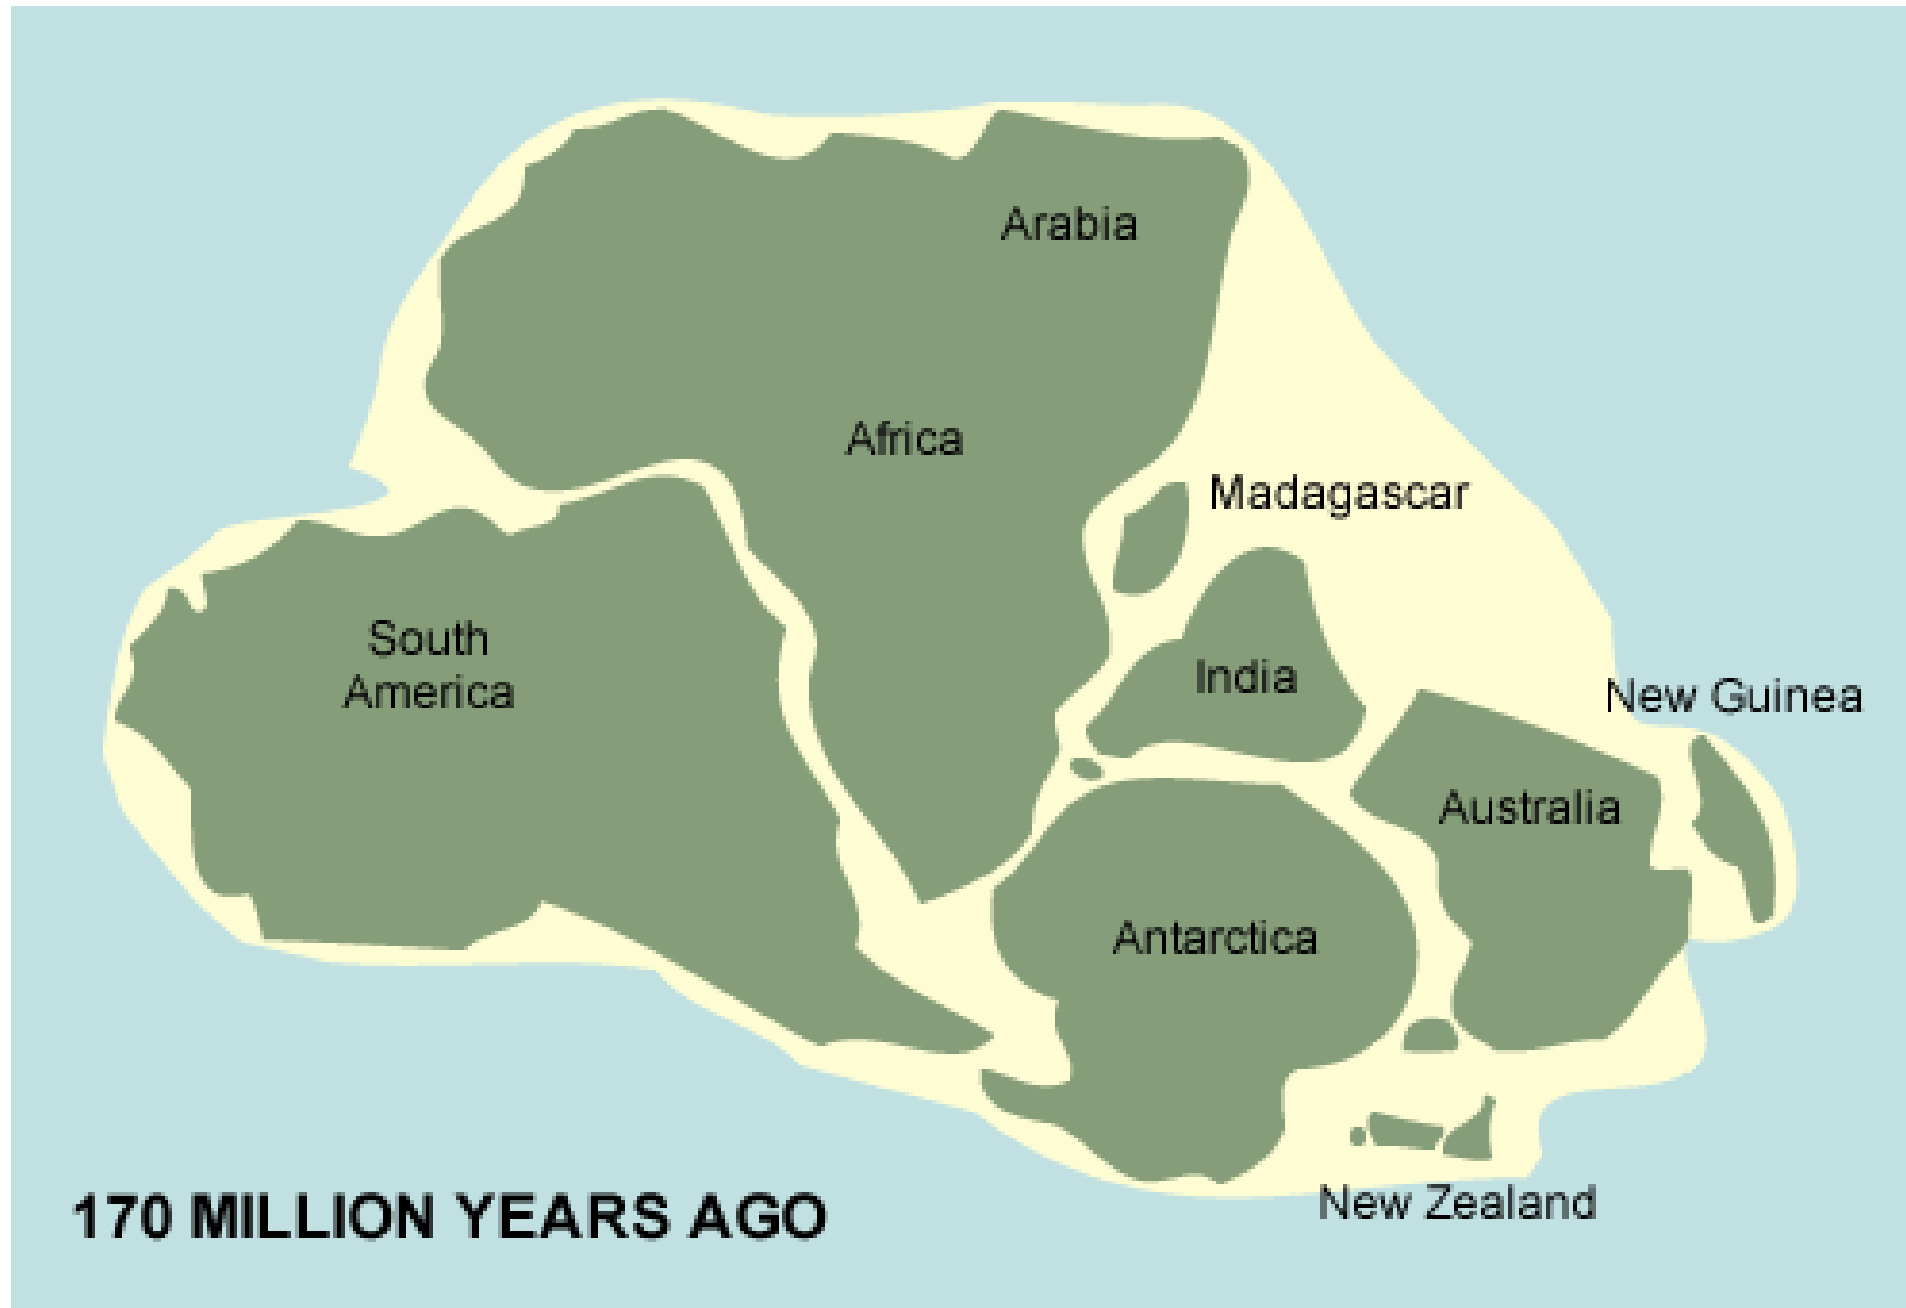 Arabia
Africa
Madagascar
South
America
India
New Guinea
Australia
Antarctica
New Zealand
170 MILLION YEARS AGO